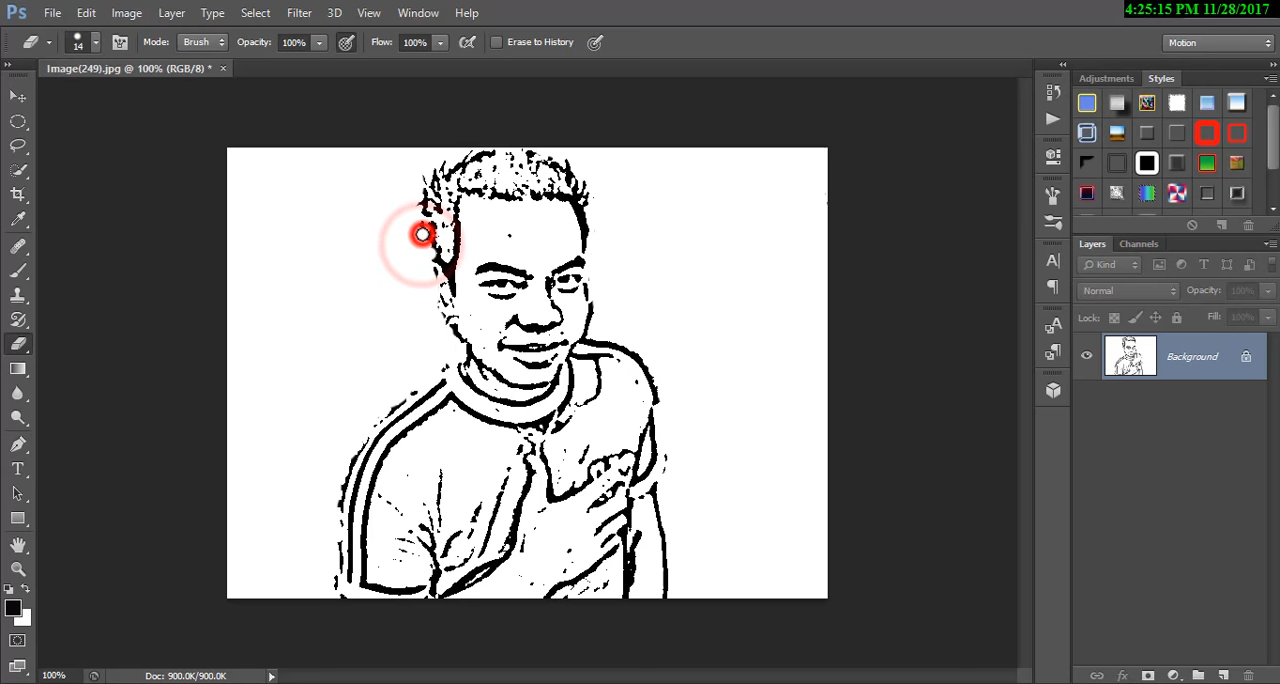 Ps File Edit Image Layer Type Select Filter 3D View Window Help
4:25:15 PM 11/28/2017
14 Mode: Brush Opacity: 100% Flow: 100% Erase to History Motion
Image(249).jpg @ 100% (RGB/8) * ×
Adjustments Styles
Layers Channels
Kind
Normal Opacity: 100%
Lock: Fill: 100%
Background
100% Doc: 900.0K/900.0K